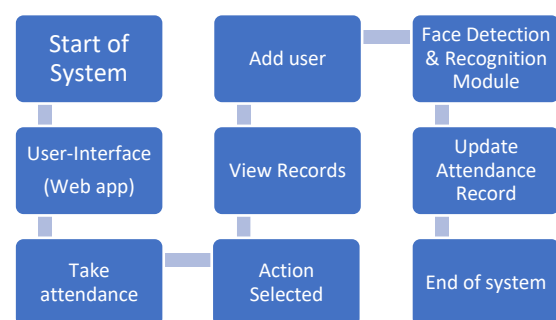 Start of
System
User-Interface
(Web app)
Take
attendance
Action
Selected
View Records
Add user
Face Detection
& Recognition
Module
Update
Attendance
Record
End of system